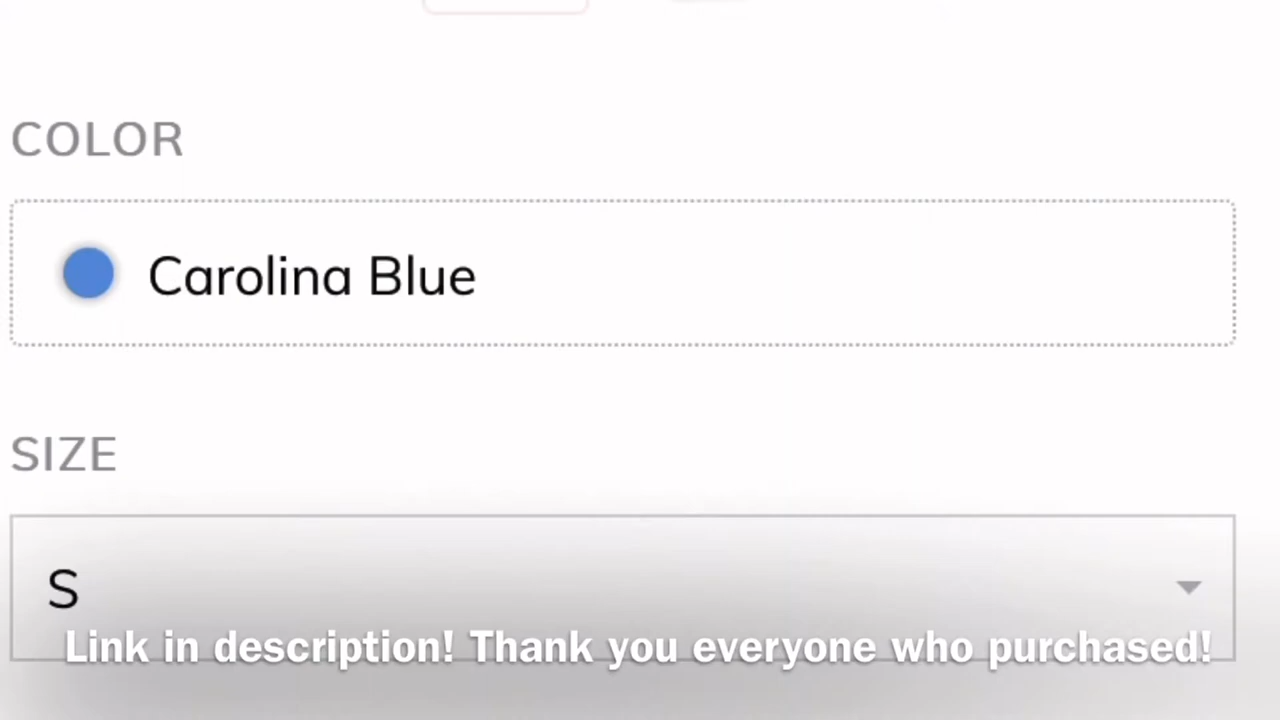 COLOR
Carolina Blue
SIZE
S
Link in description! Thank you everyone who purchased!